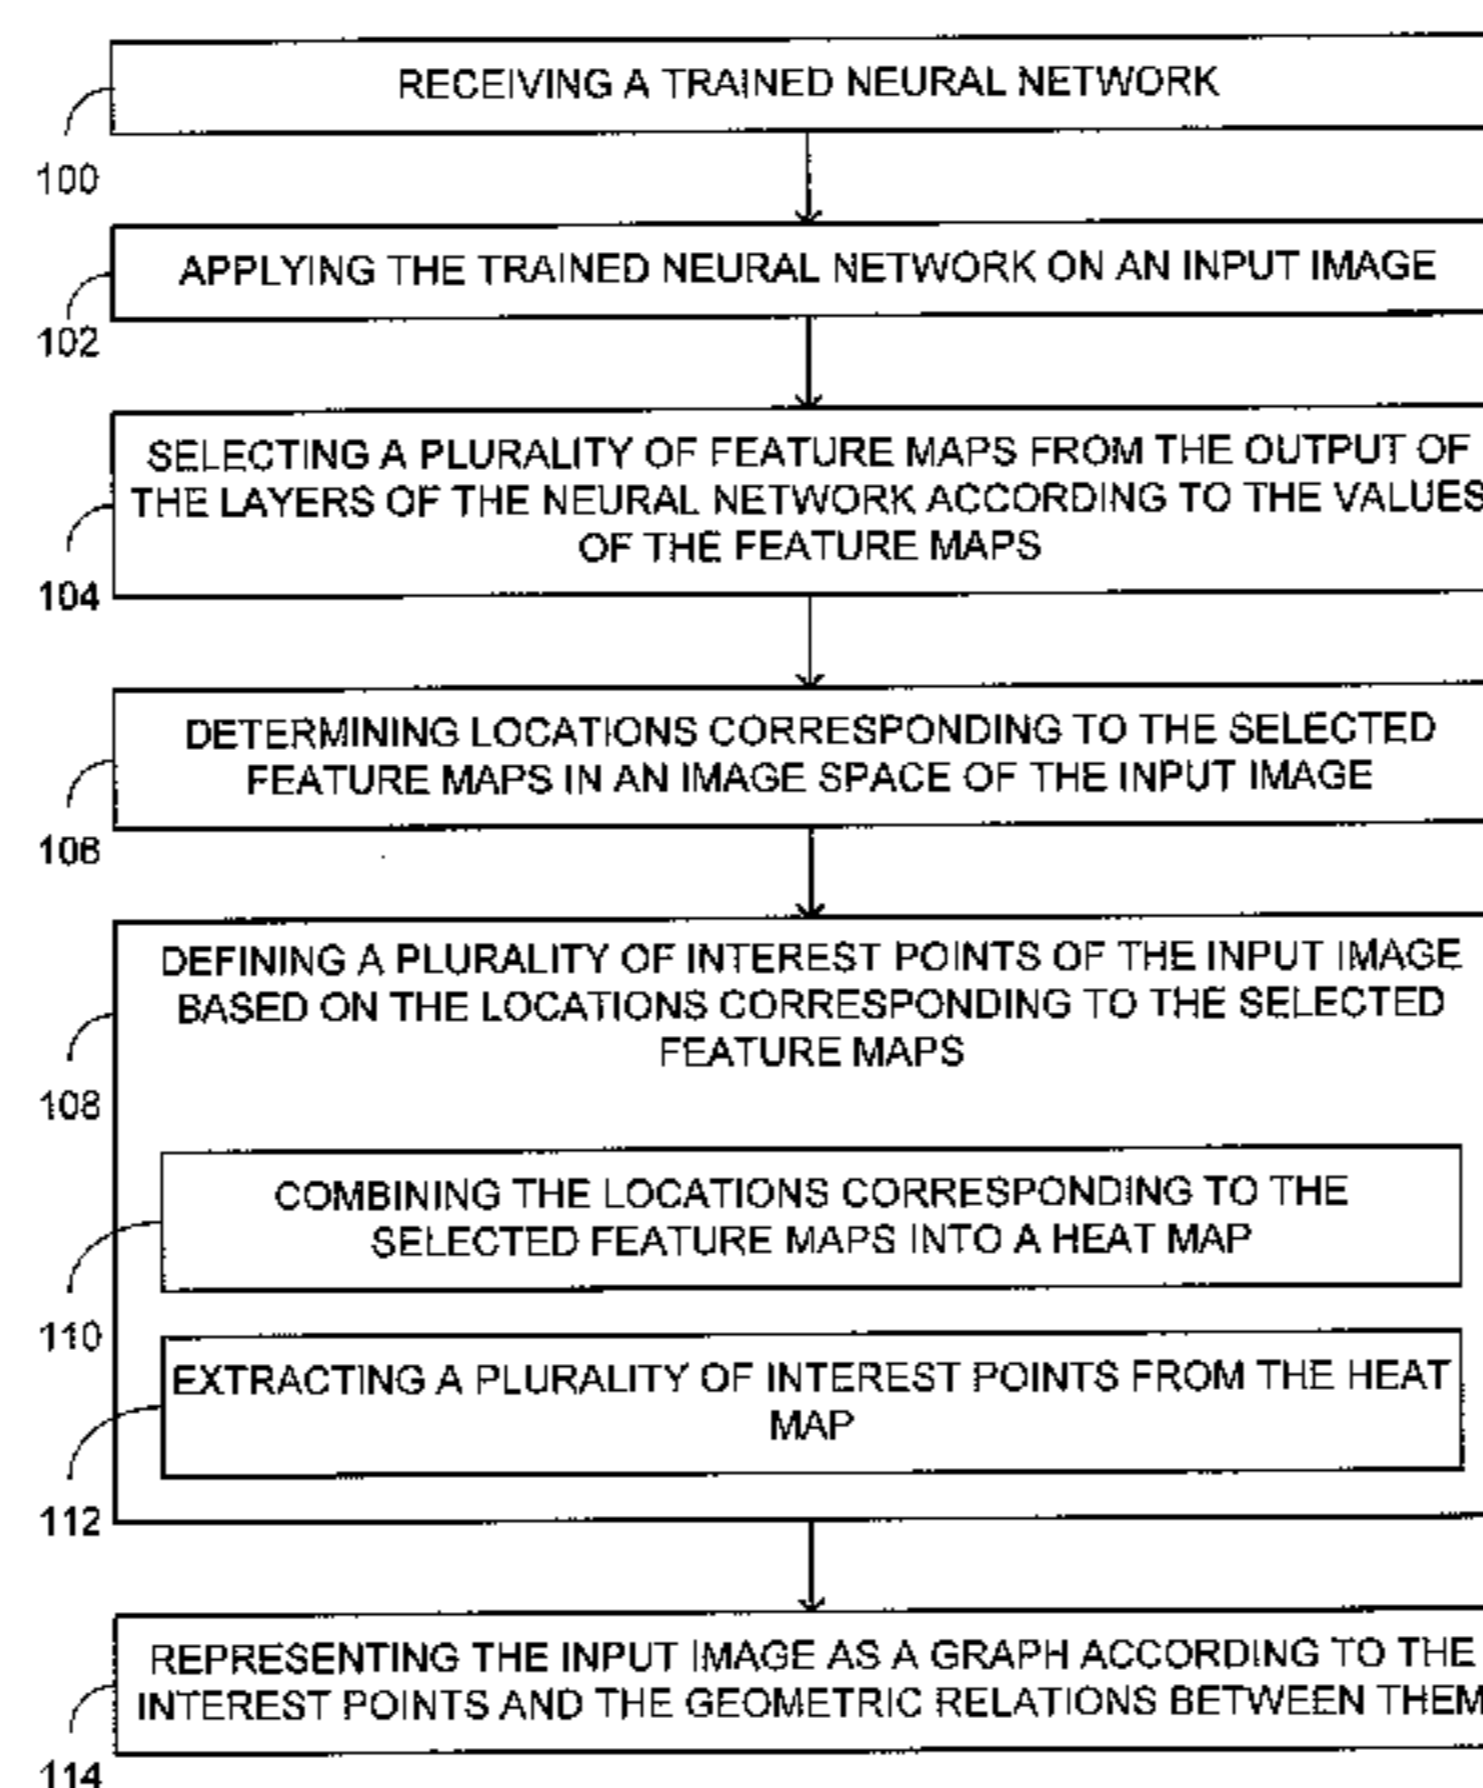 RECEIVING A TRAINED NEURAL NETWORK
100
APPLYING THE TRAINED NEURAL NETWORK ON AN INPUT IMAGE
102
SELECTING A PLURALITY OF FEATURE MAPS FROM THE OUTPUT OF
THE LAYERS OF THE NEURAL NETWORK ACCORDING TO THE VALUES
OF THE FEATURE MAPS
104
DETERMINING LOCATIONS CORRESPONDING TO THE SELECTED
FEATURE MAPS IN AN IMAGE SPACE OF THE INPUT IMAGE
106
DEFINING A PLURALITY OF INTEREST POINTS OF THE INPUT IMAGE
BASED ON THE LOCATIONS CORRESPONDING TO THE SELECTED
FEATURE MAPS
108
COMBINING THE LOCATIONS CORRESPONDING TO THE
SELECTED FEATURE MAPS INTO A HEAT MAP
110
EXTRACTING A PLURALITY OF INTEREST POINTS FROM THE HEAT
MAP
112
REPRESENTING THE INPUT IMAGE AS A GRAPH ACCORDING TO THE
INTEREST POINTS AND THE GEOMETRIC RELATIONS BETWEEN THEM
114